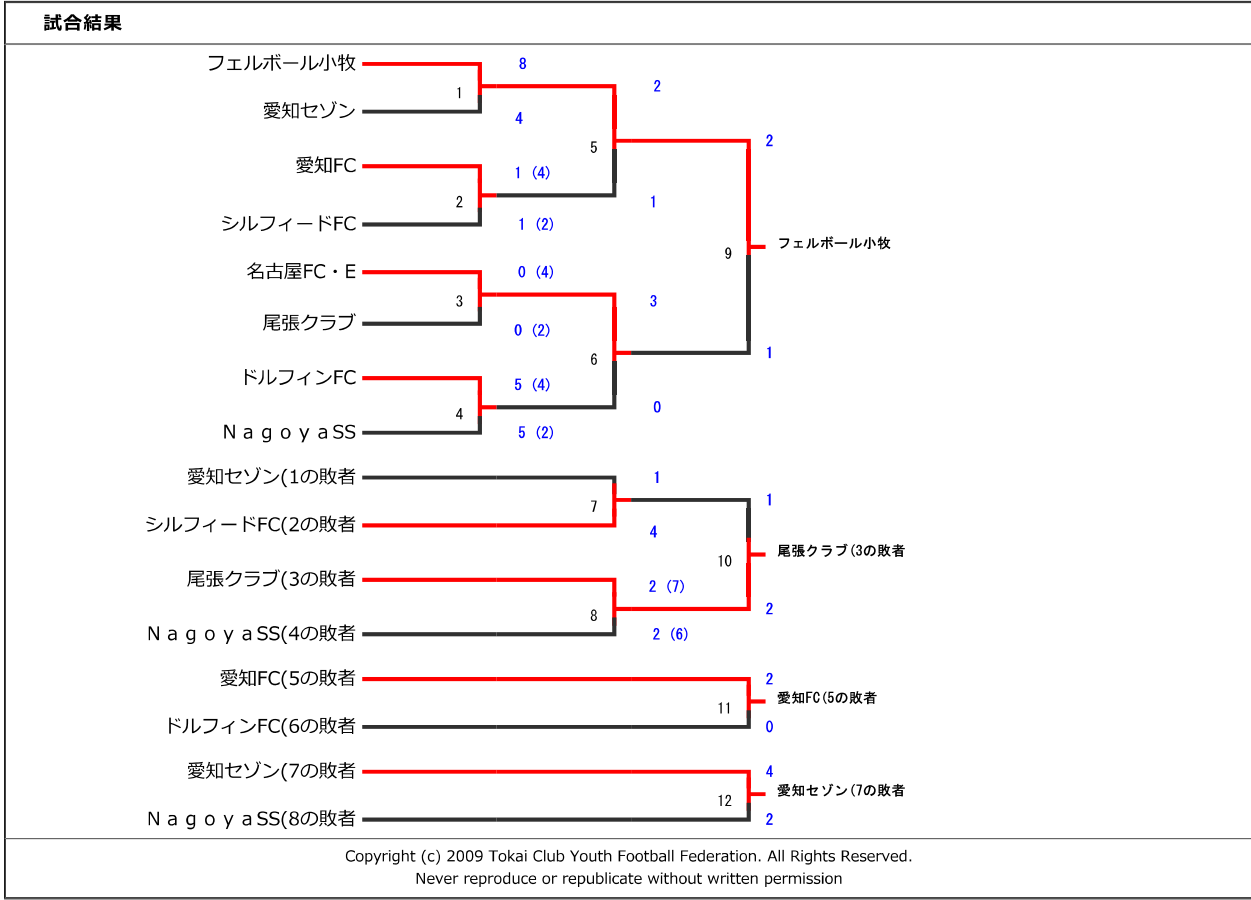 試合結果
フェルボール小牧
8
2
1
愛知セゾン
4
2
5
愛知FC
1 (4)
2
1
シルフィードFC
1 (2)
9
フェルボール小牧
名古屋FC・E
0 (4)
3
3
尾張クラブ
0 (2)
1
6
ドルフィンFC
5 (4)
4
0
ＮａｇｏｙａSS
5 (2)
愛知セゾン(1の敗者
1
1
7
シルフィードFC(2の敗者
4
10
尾張クラブ(3の敗者
尾張クラブ(3の敗者
2 (7)
2
8
ＮａｇｏｙａSS(4の敗者
2 (6)
愛知FC(5の敗者
2
11
愛知FC(5の敗者
ドルフィンFC(6の敗者
0
愛知セゾン(7の敗者
4
12
愛知セゾン(7の敗者
ＮａｇｏｙａSS(8の敗者
2
Copyright (c) 2009 Tokai Club Youth Football Federation. All Rights Reserved.
Never reproduce or republicate without written permission